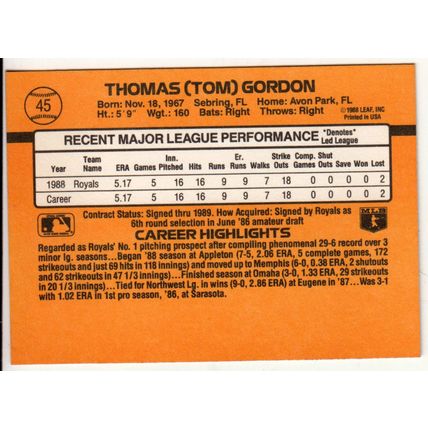 45
THOMAS (TOM) GORDON
Born: Nov. 18, 1967 Sebring, FL Home: Avon Park, FL
Ht.: 5'9" Wgt.: 160 Bats: Right Throws: Right
© 1988 LEAF, INC
Printed in USA
RECENT MAJOR LEAGUE PERFORMANCE *Denotes Led League
Year Team Name ERA Games Inn. Pitched Hits Runs Er. Runs Walks Strike Outs Comp. Games Shut Outs Save Won Lost
1988 Royals 5.17 5 16 16 9 9 7 18 0 0 0 0 2
Career 5.17 5 16 16 9 9 7 18 0 0 0 0 2
Contract Status: Signed thru 1989. How Acquired: Signed by Royals as
6th round selection in June '86 amateur draft
CAREER HIGHLIGHTS
Regarded as Royals' No. 1 pitching prospect after compiling phenomenal 29-6 record over 3
minor lg. seasons...Began '88 season at Appleton (7-5, 2.06 ERA, 5 complete games, 172
strikeouts and just 69 hits in 118 innings) and moved up to Memphis (6-0, 0.38 ERA, 2 shutouts
and 62 strikeouts in 47 1/3 innings)...Finished season at Omaha (3-0, 1.33 ERA, 29 strikeouts
in 20 1/3 innings)...Tied for Northwest Lg. in wins (9-0, 2.86 ERA) at Eugene in '87...Was 3-1
with 1.02 ERA in 1st pro season, '86, at Sarasota.